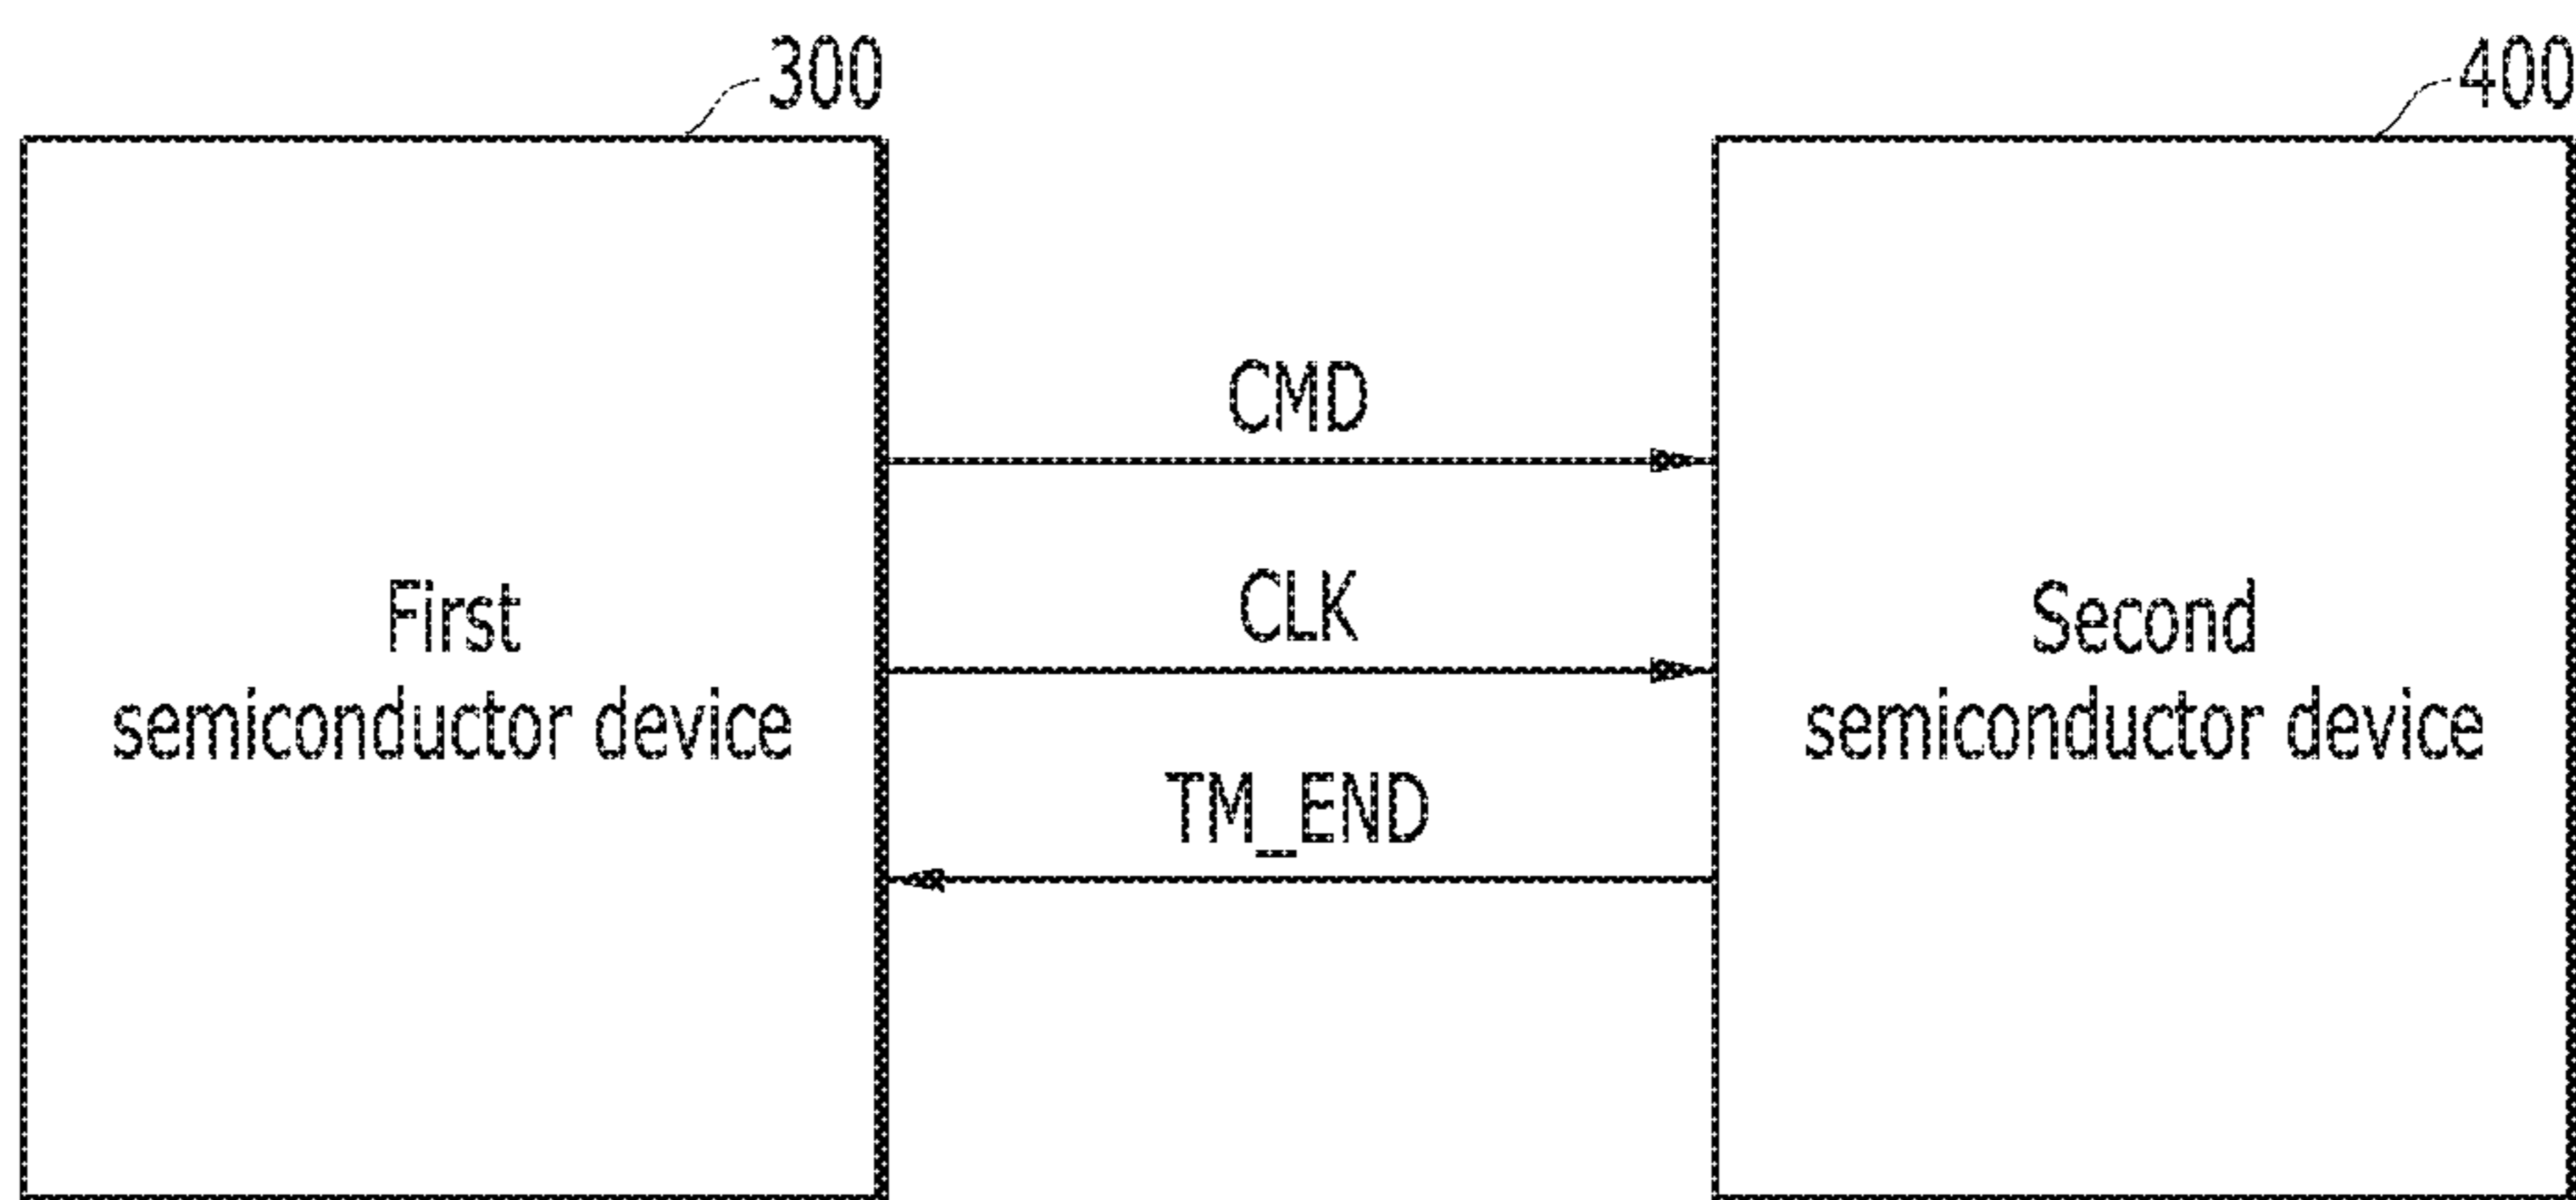 300
400
CMD
CLK
TM_END
First
semiconductor device
Second
semiconductor device